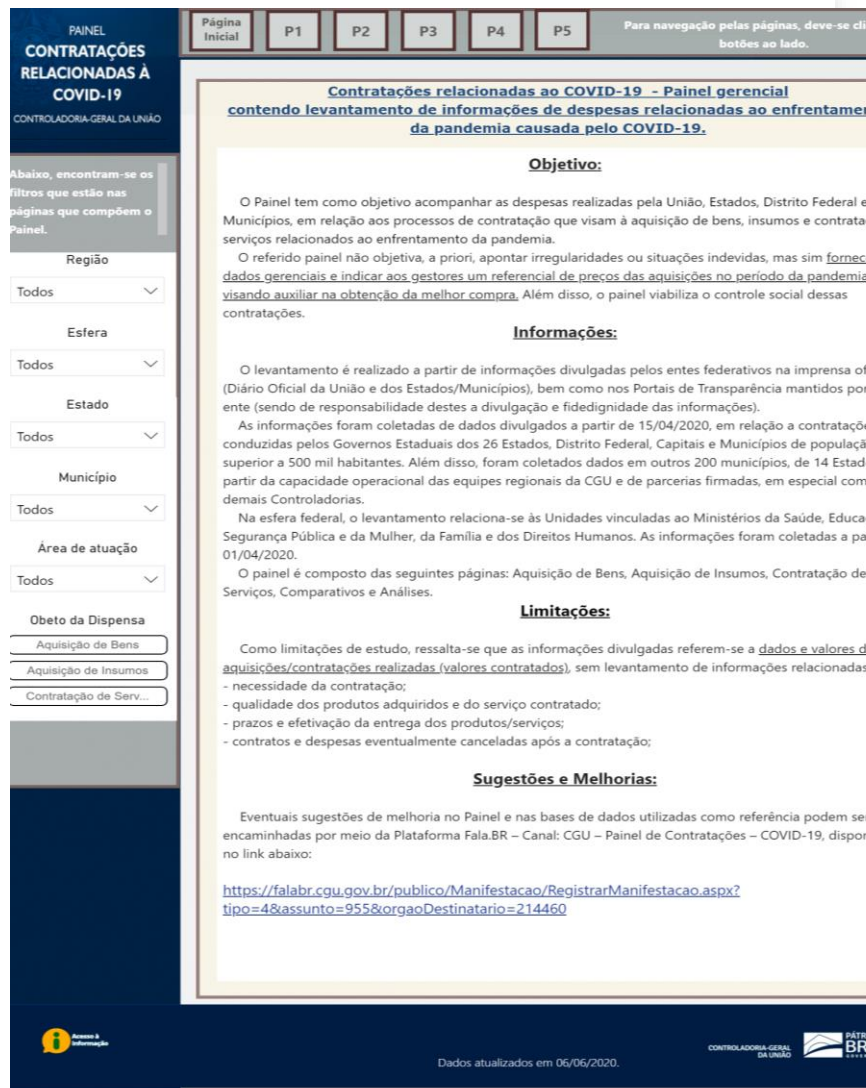 PAINEL
CONTRATAÇÕES
RELACIONADAS À
COVID-19
CONTROLADORIA-GERAL DA UNIÃO
Abaixo, encontram-se os
filtros que estão nas
páginas que compõem o
Painel.
Região
Todos
Esfera
Todos
Estado
Todos
Município
Todos
Área de atuação
Todos
Obeto da Dispensa
Aquisição de Bens
Aquisição de Insumos
Contratação de Serv...
Página
Inicial
P1
P2
P3
P4
P5
Para navegação pelas páginas, deve-se cli
botões ao lado.
Contratações relacionadas ao COVID-19 - Painel gerencial
contendo levantamento de informações de despesas relacionadas ao enfrentame
da pandemia causada pelo COVID-19.
Objetivo:
O Painel tem como objetivo acompanhar as despesas realizadas pela União, Estados, Distrito Federal e
Municípios, em relação aos processos de contratação que visam à aquisição de bens, insumos e contrata
serviços relacionados ao enfrentamento da pandemia.
O referido painel não objetiva, a priori, apontar irregularidades ou situações indevidas, mas sim fornec
dados gerenciais e indicar aos gestores um referencial de preços das aquisições no período da pandemia
visando auxiliar na obtenção da melhor compra. Além disso, o painel viabiliza o controle social dessas
contratações.
Informações:
O levantamento é realizado a partir de informações divulgadas pelos entes federativos na imprensa of
(Diário Oficial da União e dos Estados/Municípios), bem como nos Portais de Transparência mantidos por
ente (sendo de responsabilidade destes a divulgação e fidedignidade das informações).
As informações foram coletadas de dados divulgados a partir de 15/04/2020, em relação a contrataçõe
conduzidas pelos Governos Estaduais dos 26 Estados, Distrito Federal, Capitais e Municípios de populaçã
superior a 500 mil habitantes. Além disso, foram coletados dados em outros 200 municípios, de 14 Estad
partir da capacidade operacional das equipes regionais da CGU e de parcerias firmadas, em especial com
demais Controladorias.
Na esfera federal, o levantamento relaciona-se às Unidades vinculadas ao Ministérios da Saúde, Educa
Segurança Pública e da Mulher, da Família e dos Direitos Humanos. As informações foram coletadas a pa
01/04/2020.
O painel é composto das seguintes páginas: Aquisição de Bens, Aquisição de Insumos, Contratação de
Serviços, Comparativos e Análises.
Limitações:
Como limitações de estudo, ressalta-se que as informações divulgadas referem-se a dados e valores d
aquisições/contratações realizadas (valores contratados), sem levantamento de informações relacionadas
- necessidade da contratação;
- qualidade dos produtos adquiridos e do serviço contratado;
- prazos e efetivação da entrega dos produtos/serviços;
- contratos e despesas eventualmente canceladas após a contratação;
Sugestões e Melhorias:
Eventuais sugestões de melhoria no Painel e nas bases de dados utilizadas como referência podem se
encaminhadas por meio da Plataforma Fala.BR – Canal: CGU – Painel de Contratações – COVID-19, dispor
no link abaixo:
https://falabr.cgu.gov.br/publico/Manifestacao/RegistrarManifestacao.aspx?
tipo=4&assunto=955&orgaoDestinatario=214460
Acesso à
Informação
Dados atualizados em 06/06/2020.
CONTROLADORIA-GERAL
DA UNIÃO
PÁTR
BR